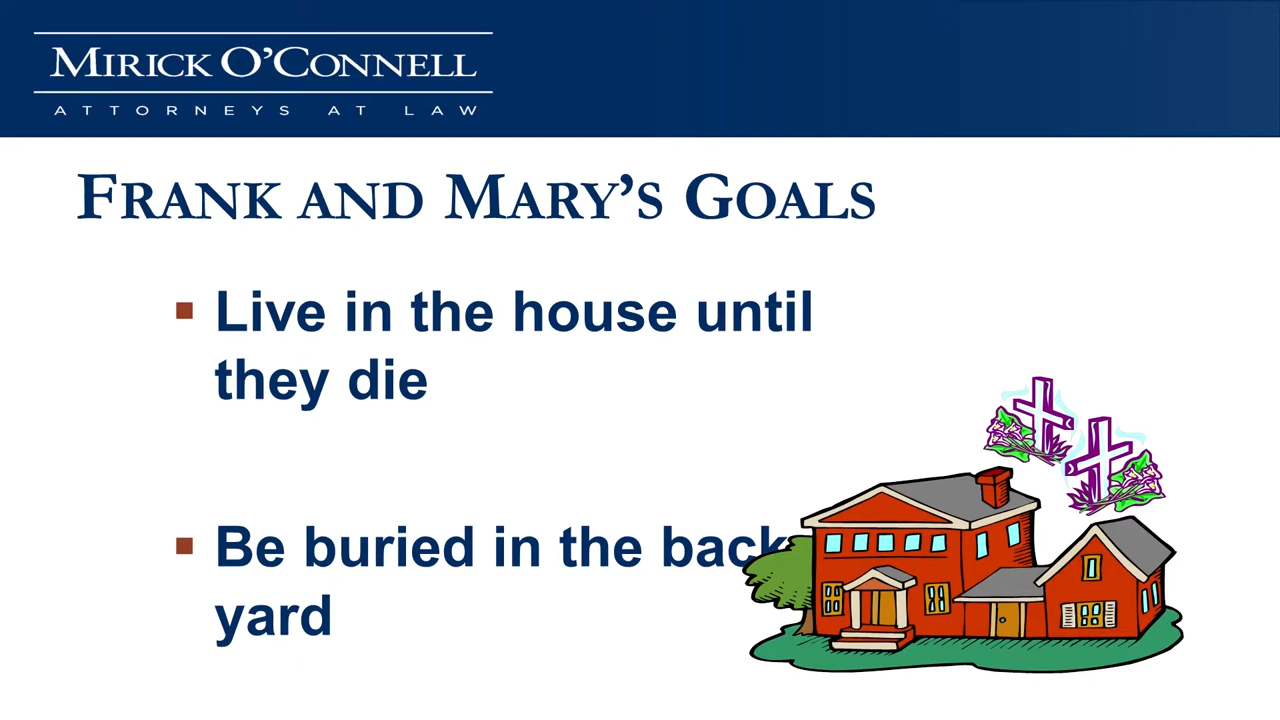 MIRICK O'CONNELL
ATTORNEYS AT LAW
FRANK AND MARY'S GOALS
Live in the house until
they die
Be buried in the back
yard